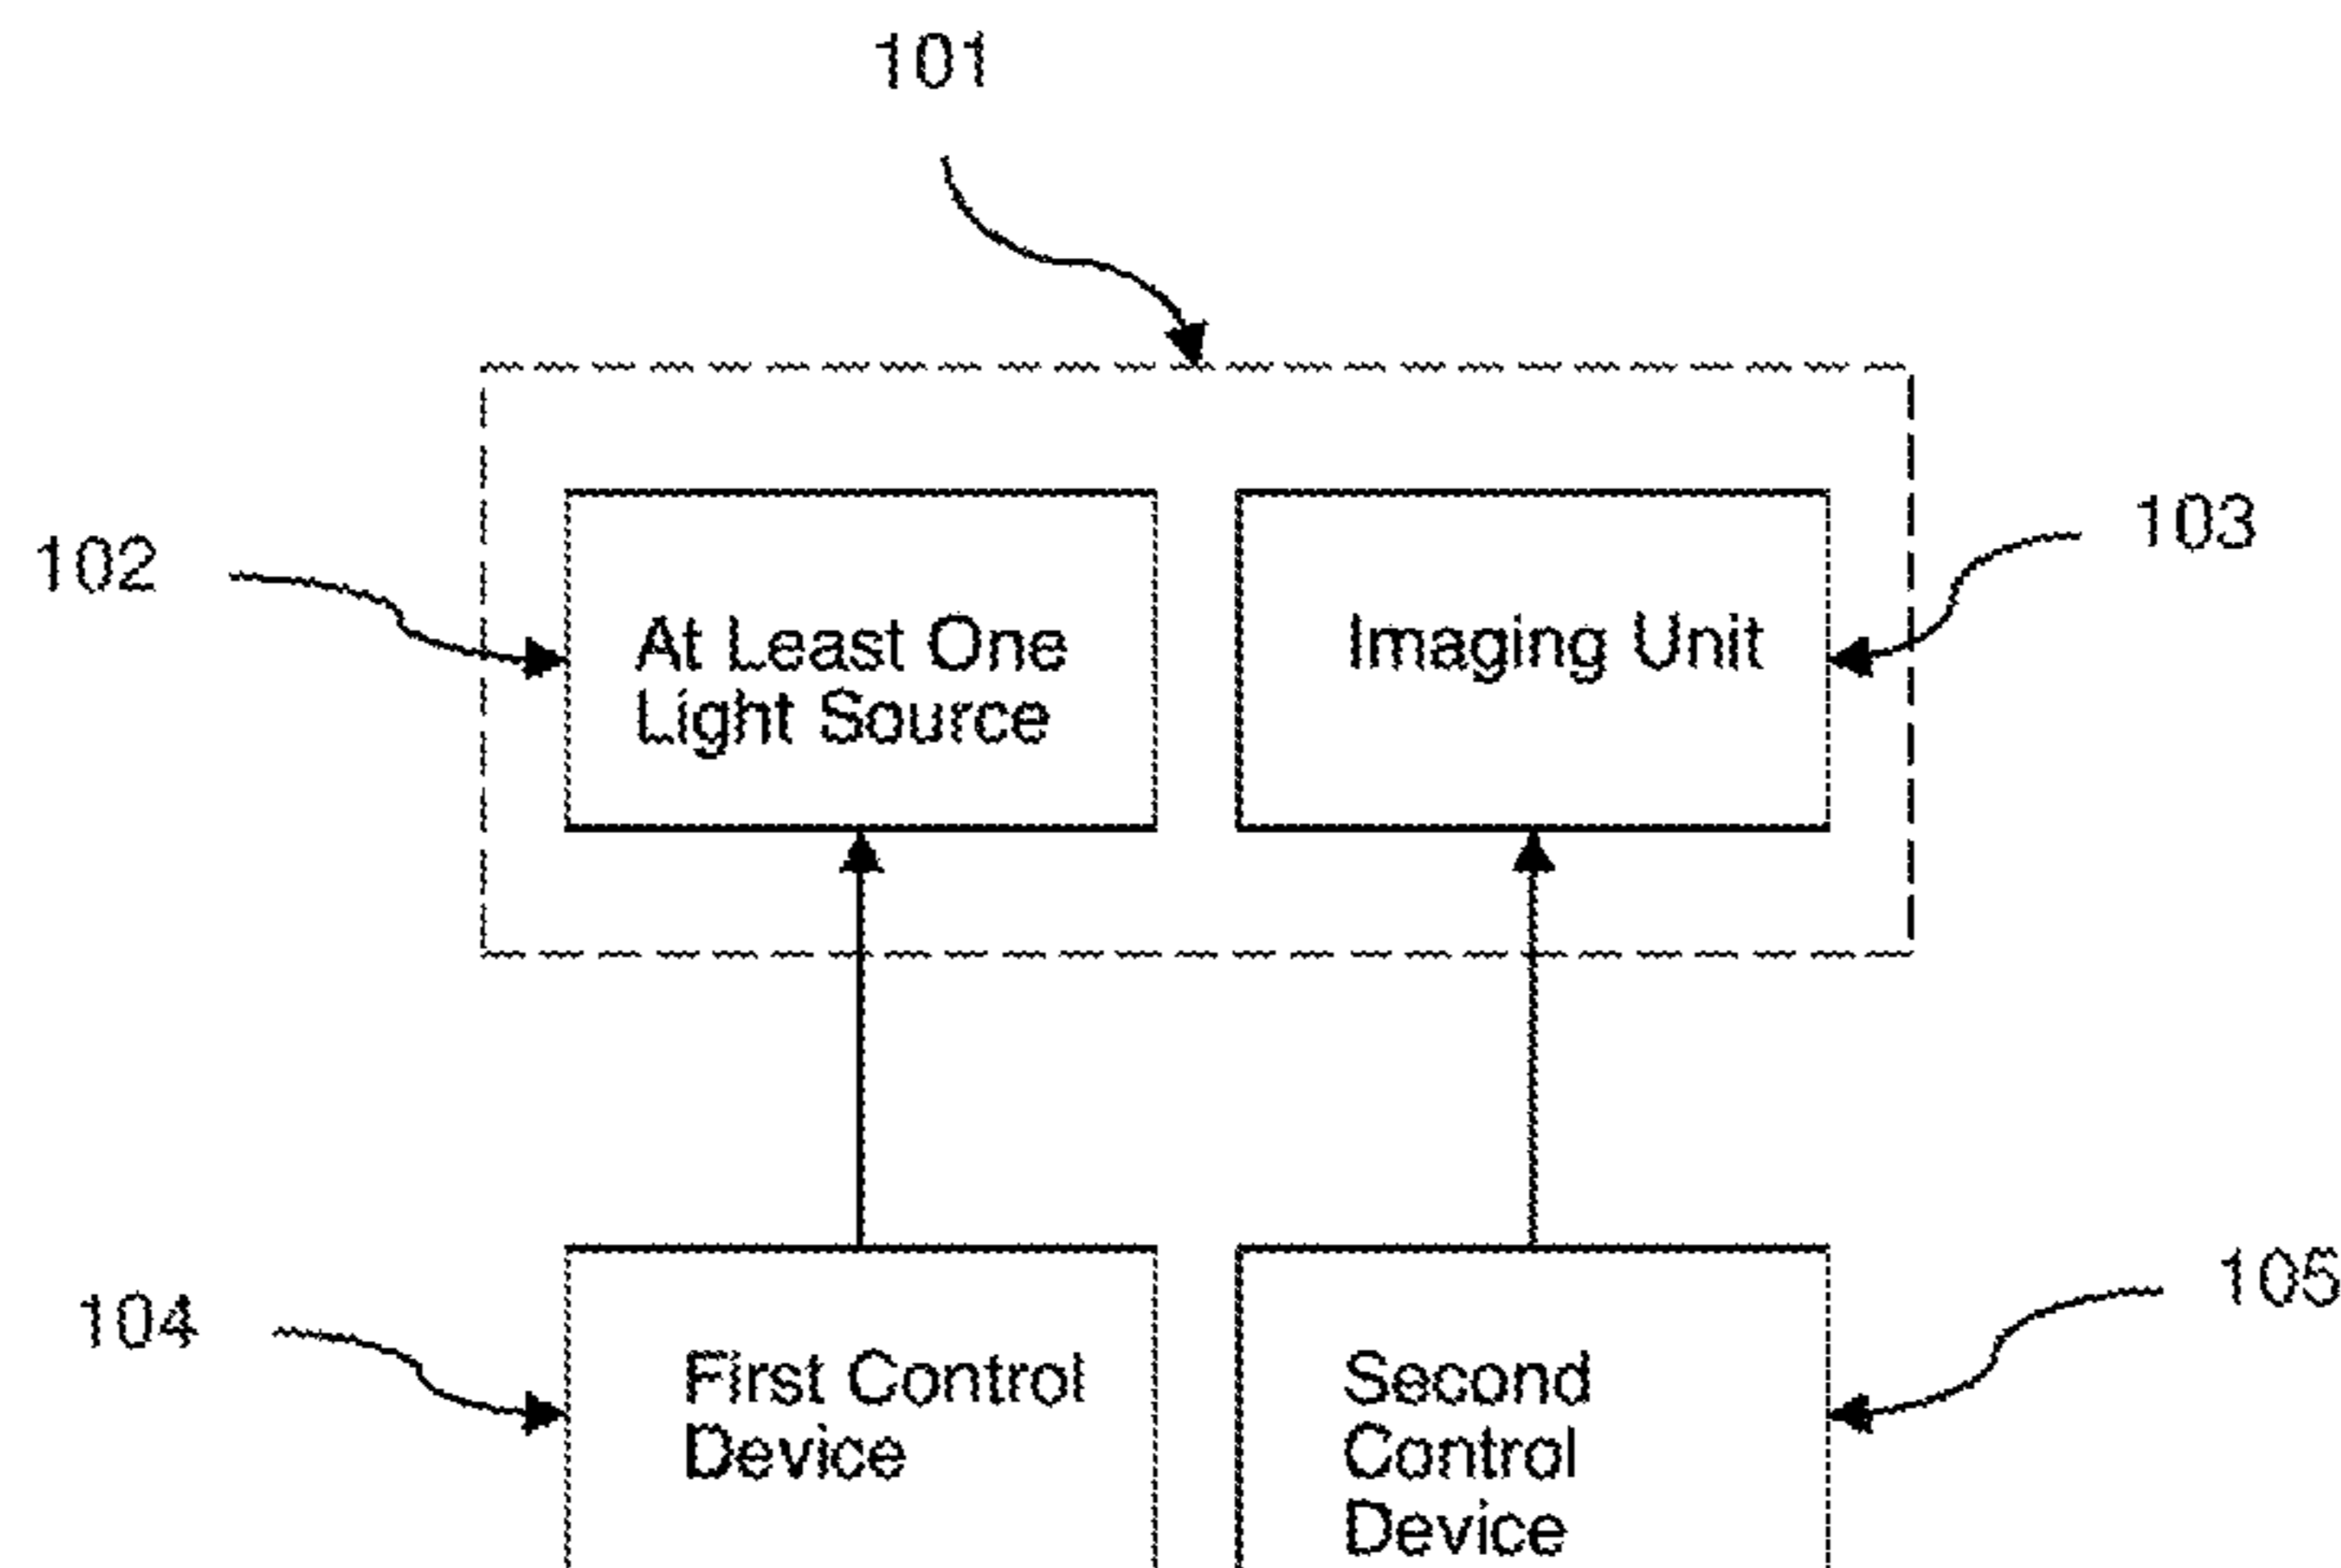 101
102
103
At Least One
Light Source
Imaging Unit
104
105
First Control
Device
Second
Control
Device